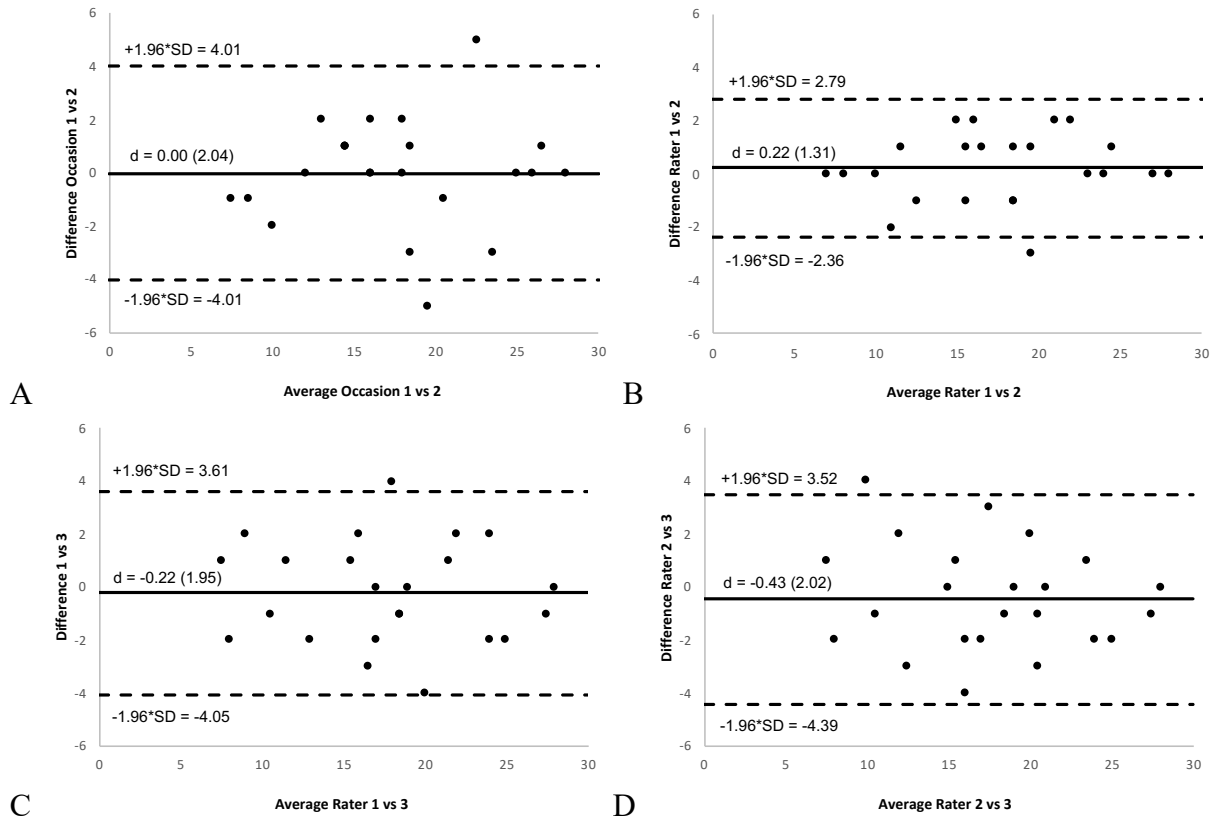 6
+1.96*SD = 4.01
4
2
d = 0.00 (2.04)
0
-2
-4
-1.96*SD = -4.01
-6
0 5 10 15 20 25 30
Difference Occasion 1 vs 2
Average Occasion 1 vs 2
A
6
+1.96*SD = 2.79
4
2
d = 0.22 (1.31)
0
-2
-1.96*SD = -2.36
-4
-6
0 5 10 15 20 25 30
Difference Rater 1 vs 2
Average Rater 1 vs 2
B
6
+1.96*SD = 3.61
4
2
d = -0.22 (1.95)
0
-2
-4
-1.96*SD = -4.05
-6
0 5 10 15 20 25 30
Difference 1 vs 3
Average Rater 1 vs 3
C
6
+1.96*SD = 3.52
4
2
d = -0.43 (2.02)
0
-2
-4
-1.96*SD = -4.39
-6
0 5 10 15 20 25 30
Difference Rater 2 vs 3
Average Rater 2 vs 3
D